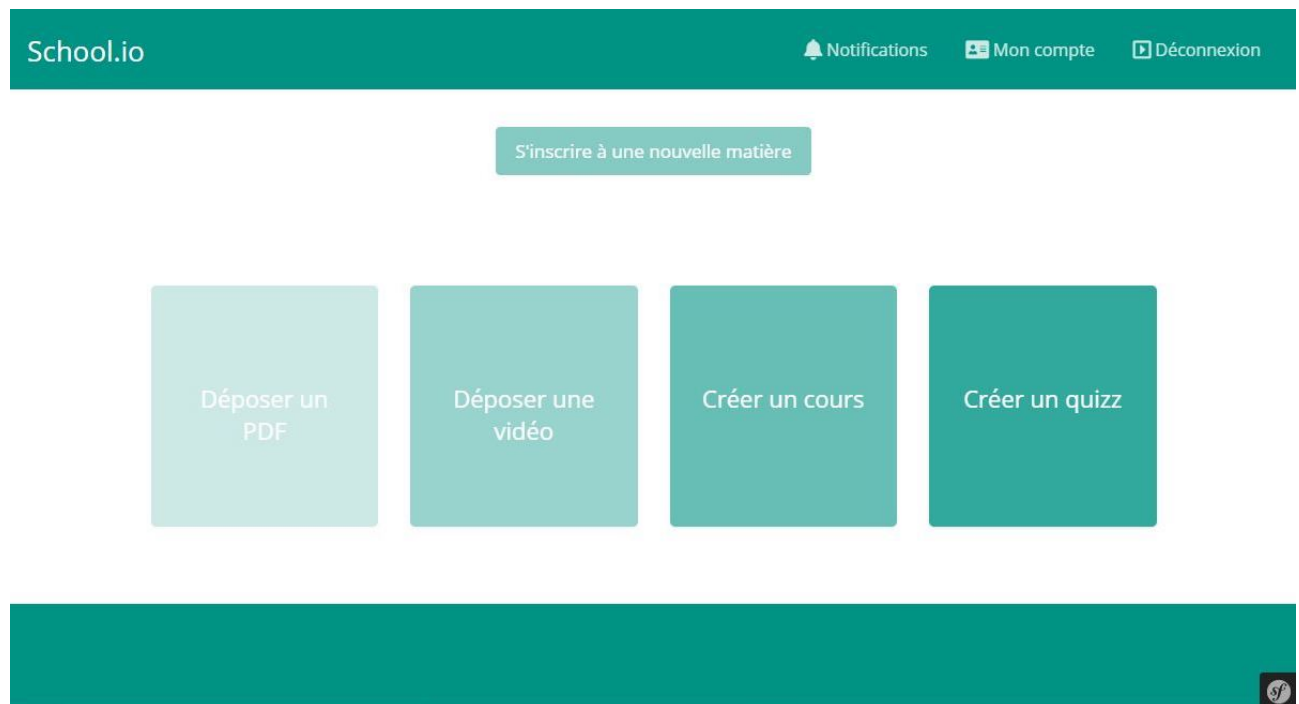 School.io
Notifications
Mon compte
Déconnexion
S'inscrire à une nouvelle matière
Déposer un
PDF
Déposer une
vidéo
Créer un cours
Créer un quizz
sf